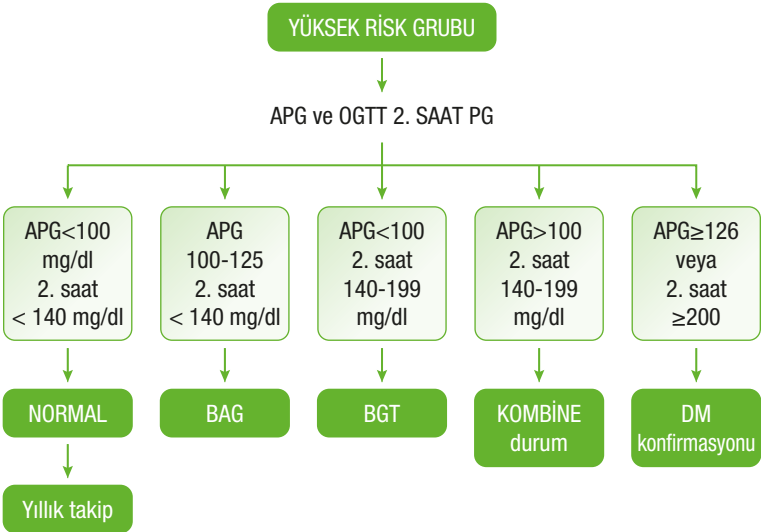 YÜKSEK RİSK GRUBU
APG ve OGTT 2. SAAT PG
APG<100
mg/dl
2. saat
< 140 mg/dl
APG
100-125
2. saat
< 140 mg/dl
APG<100
2. saat
140-199
mg/dl
APG>100
2. saat
140-199
mg/dl
APG≥126
veya
2. saat
≥200
NORMAL
BAG
BGT
KOMBİNE
durum
DM
konfirmasyonu
Yıllık takip